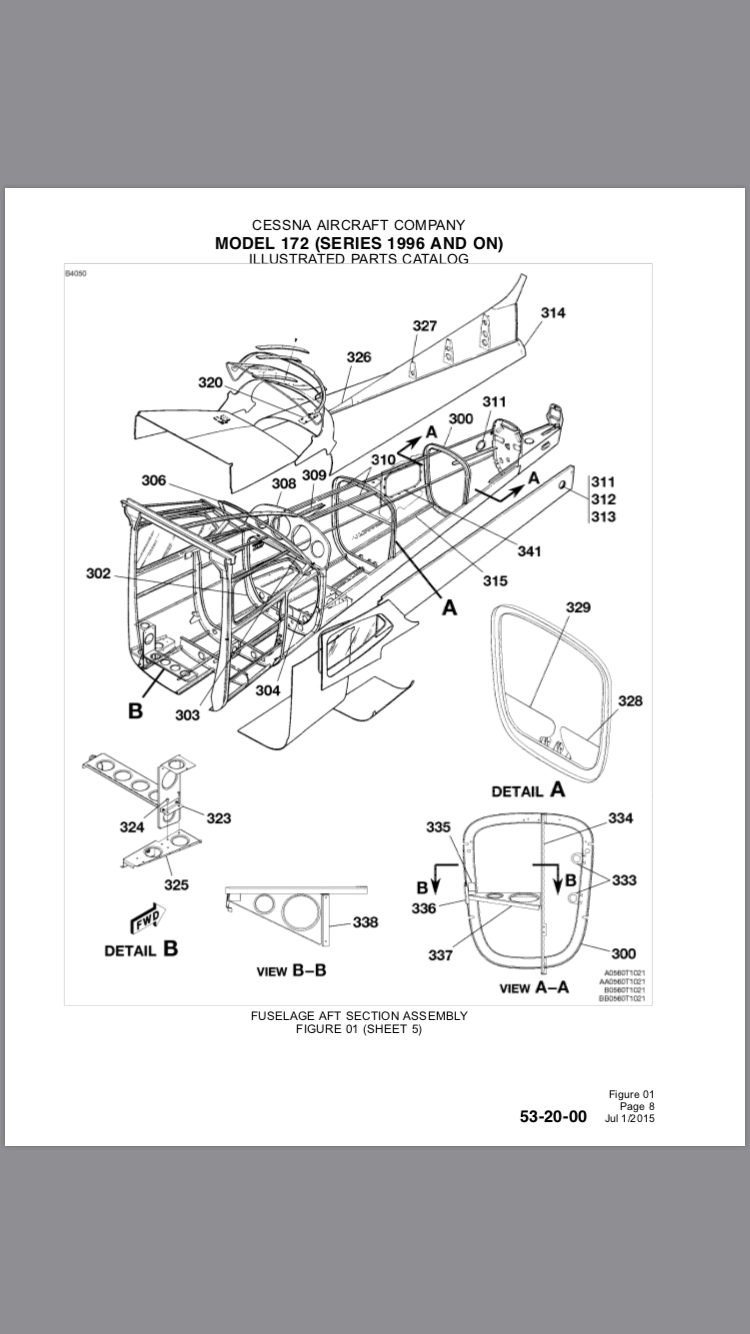 CESSNA AIRCRAFT COMPANY
MODEL 172 (SERIES 1996 AND ON)
ILLUSTRATED PARTS CATALOG
B4050
314
327
326
320
311
300
A
310
309
308
306
A
311
312
313
341
315
302
A
329
304
303
B
328
DETAIL A
323
324
325
334
335
B
B
333
336
338
337
300
FWD
DETAIL B
VIEW B–B
VIEW A–A
A0560T1021
AA0560T1021
B0560T1021
BB0560T1021
FUSELAGE AFT SECTION ASSEMBLY
FIGURE 01 (SHEET 5)
Figure 01
Page 8
53-20-00 Jul 1/2015